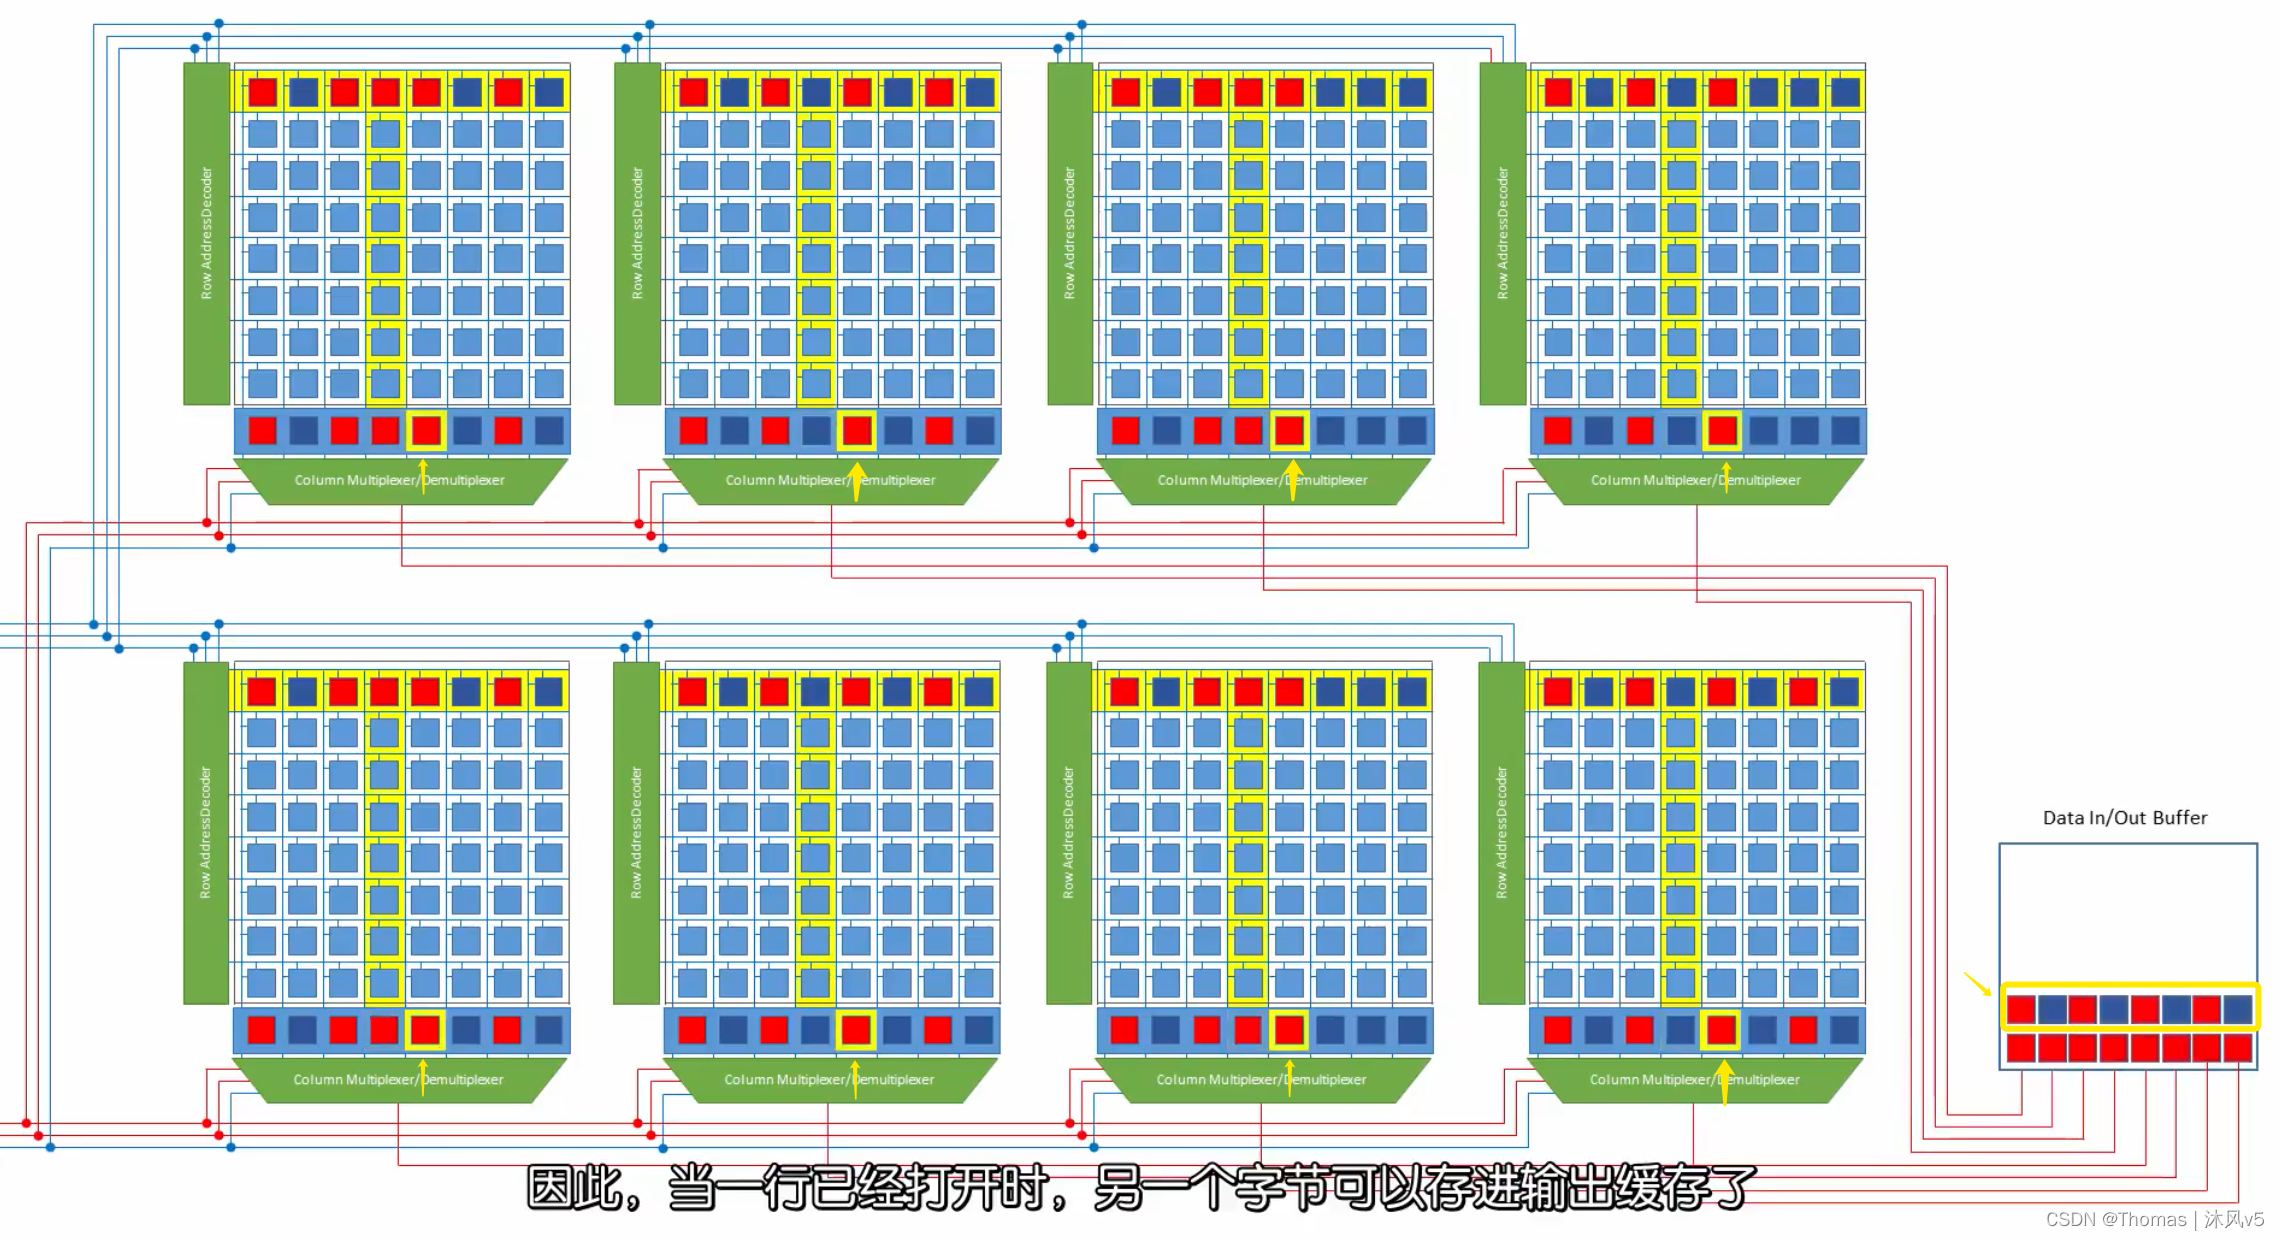 Row AddressDecoder
Row AddressDecoder
Row AddressDecoder
Row AddressDecoder
Column Multiplexer/Demultiplexer
Column Multiplexer/Demultiplexer
Column Multiplexer/Demultiplexer
Column Multiplexer/Demultiplexer
Row AddressDecoder
Row AddressDecoder
Row AddressDecoder
Row AddressDecoder
Data In/Out Buffer
Column Multiplexer/Demultiplexer
Column Multiplexer/Demultiplexer
Column Multiplexer/Demultiplexer
Column Multiplexer/Demultiplexer
因此，当一行已经打开时，另一个字节可以存进输出缓存了
CSDN @Thomas | 沐风v5